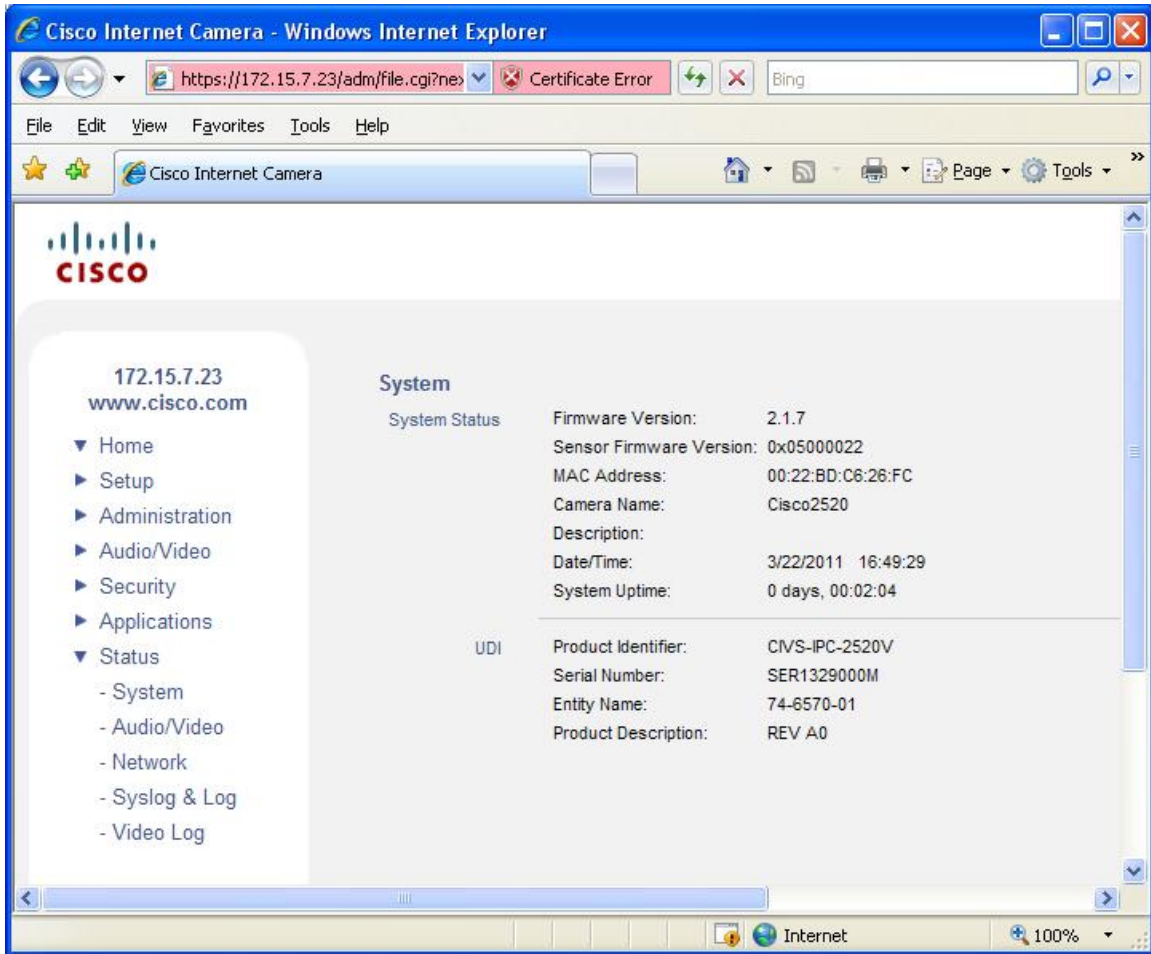 Cisco Internet Camera - Windows Internet Explorer
https://172.15.7.23/adm/file.cgi?nex Certificate Error Bing
File Edit View Favorites Tools Help
Cisco Internet Camera Page Tools
CISCO
172.15.7.23
www.cisco.com
Home
Setup
Administration
Audio/Video
Security
Applications
Status
- System
- Audio/Video
- Network
- Syslog & Log
- Video Log
System
System Status
Firmware Version: 2.1.7
Sensor Firmware Version: 0x05000022
MAC Address: 00:22:BD:C6:26:FC
Camera Name: Cisco2520
Description:
Date/Time: 3/22/2011 16:49:29
System Uptime: 0 days, 00:02:04
UDI
Product Identifier: CIVS-IPC-2520V
Serial Number: SER1329000M
Entity Name: 74-6570-01
Product Description: REV A0
Internet 100%